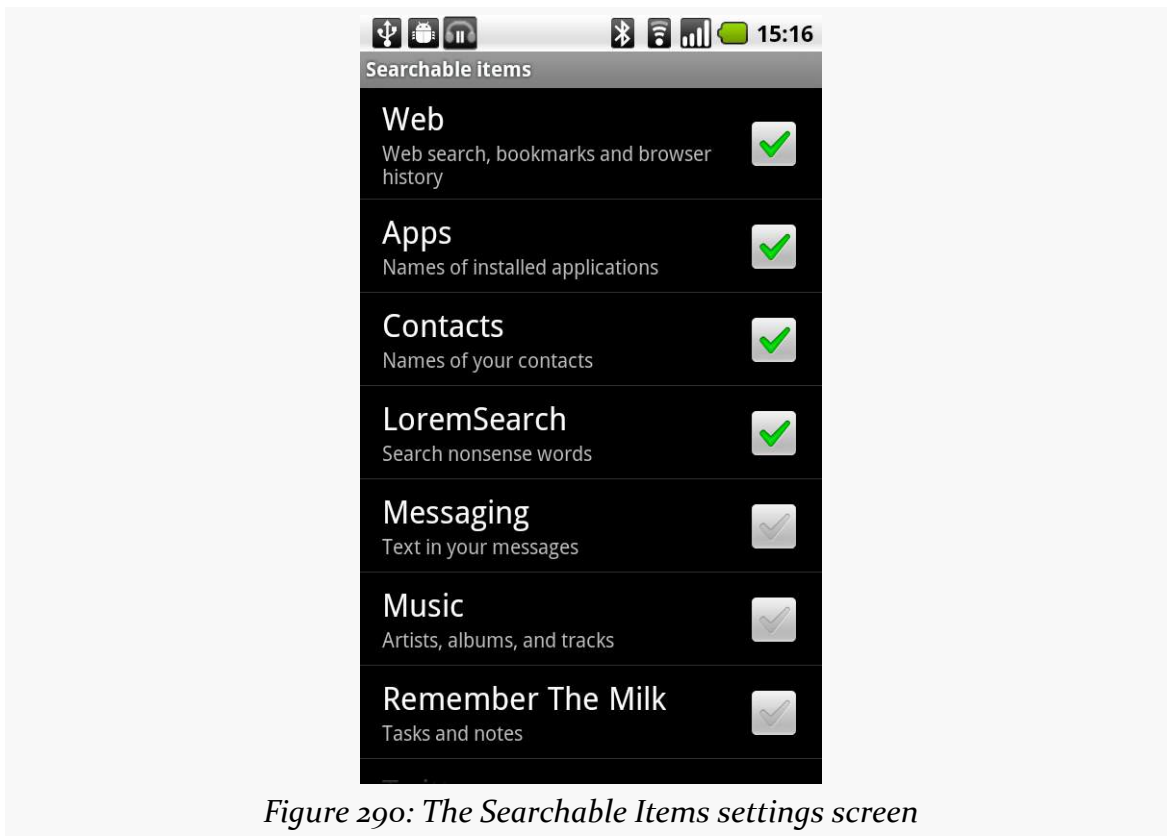 15:16
Searchable items
Web
Web search, bookmarks and browser
history
Apps
Names of installed applications
Contacts
Names of your contacts
LoremSearch
Search nonsense words
Messaging
Text in your messages
Music
Artists, albums, and tracks
Remember The Milk
Tasks and notes
Figure 290: The Searchable Items settings screen